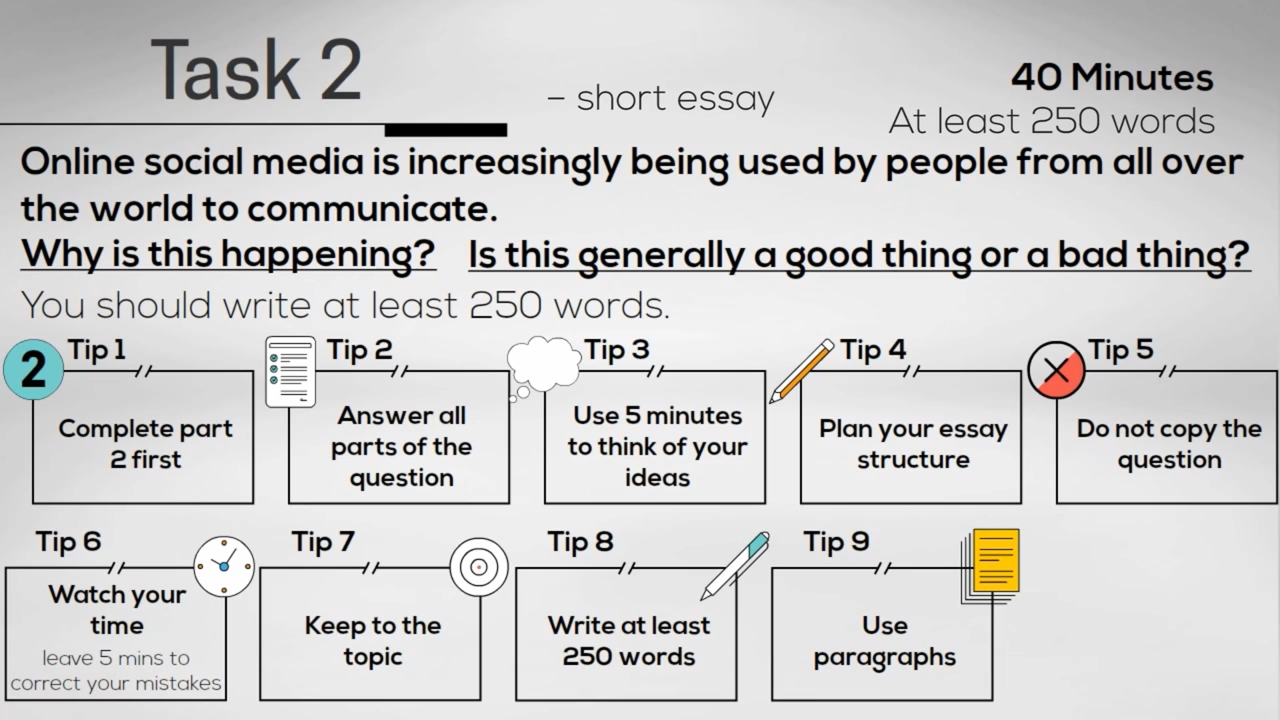 Task 2
– short essay
40 Minutes
At least 250 words
Online social media is increasingly being used by people from all over
the world to communicate.
Why is this happening? Is this generally a good thing or a bad thing?
You should write at least 250 words.
2
Tip 1
Complete part
2 first
Tip 2
Answer all
parts of the
question
Tip 3
Use 5 minutes
to think of your
ideas
Tip 4
Plan your essay
structure
Tip 5
Do not copy the
question
Tip 6
Watch your
time
leave 5 mins to
correct your mistakes
Tip 7
Keep to the
topic
Tip 8
Write at least
250 words
Tip 9
Use
paragraphs